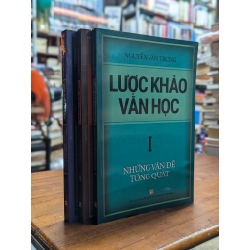 NGUYỄN VĂN TRUNG
LƯỢC KHẢO
VĂN HỌC
I
NHỮNG VẤN ĐỀ
TỔNG QUÁT